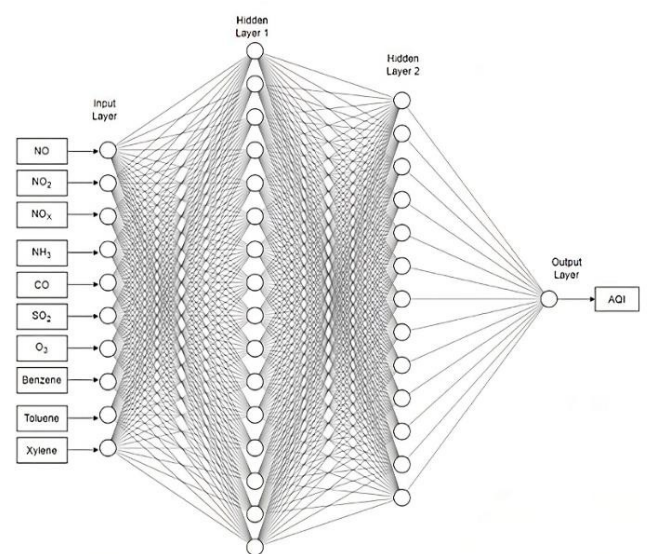 Hidden
Layer 1
Hidden
Layer 2
Input
Layer
NO
NO₂
NOₓ
NH₃
CO
SO₂
O₃
Benzene
Toluene
Xylene
Output
Layer
AQI